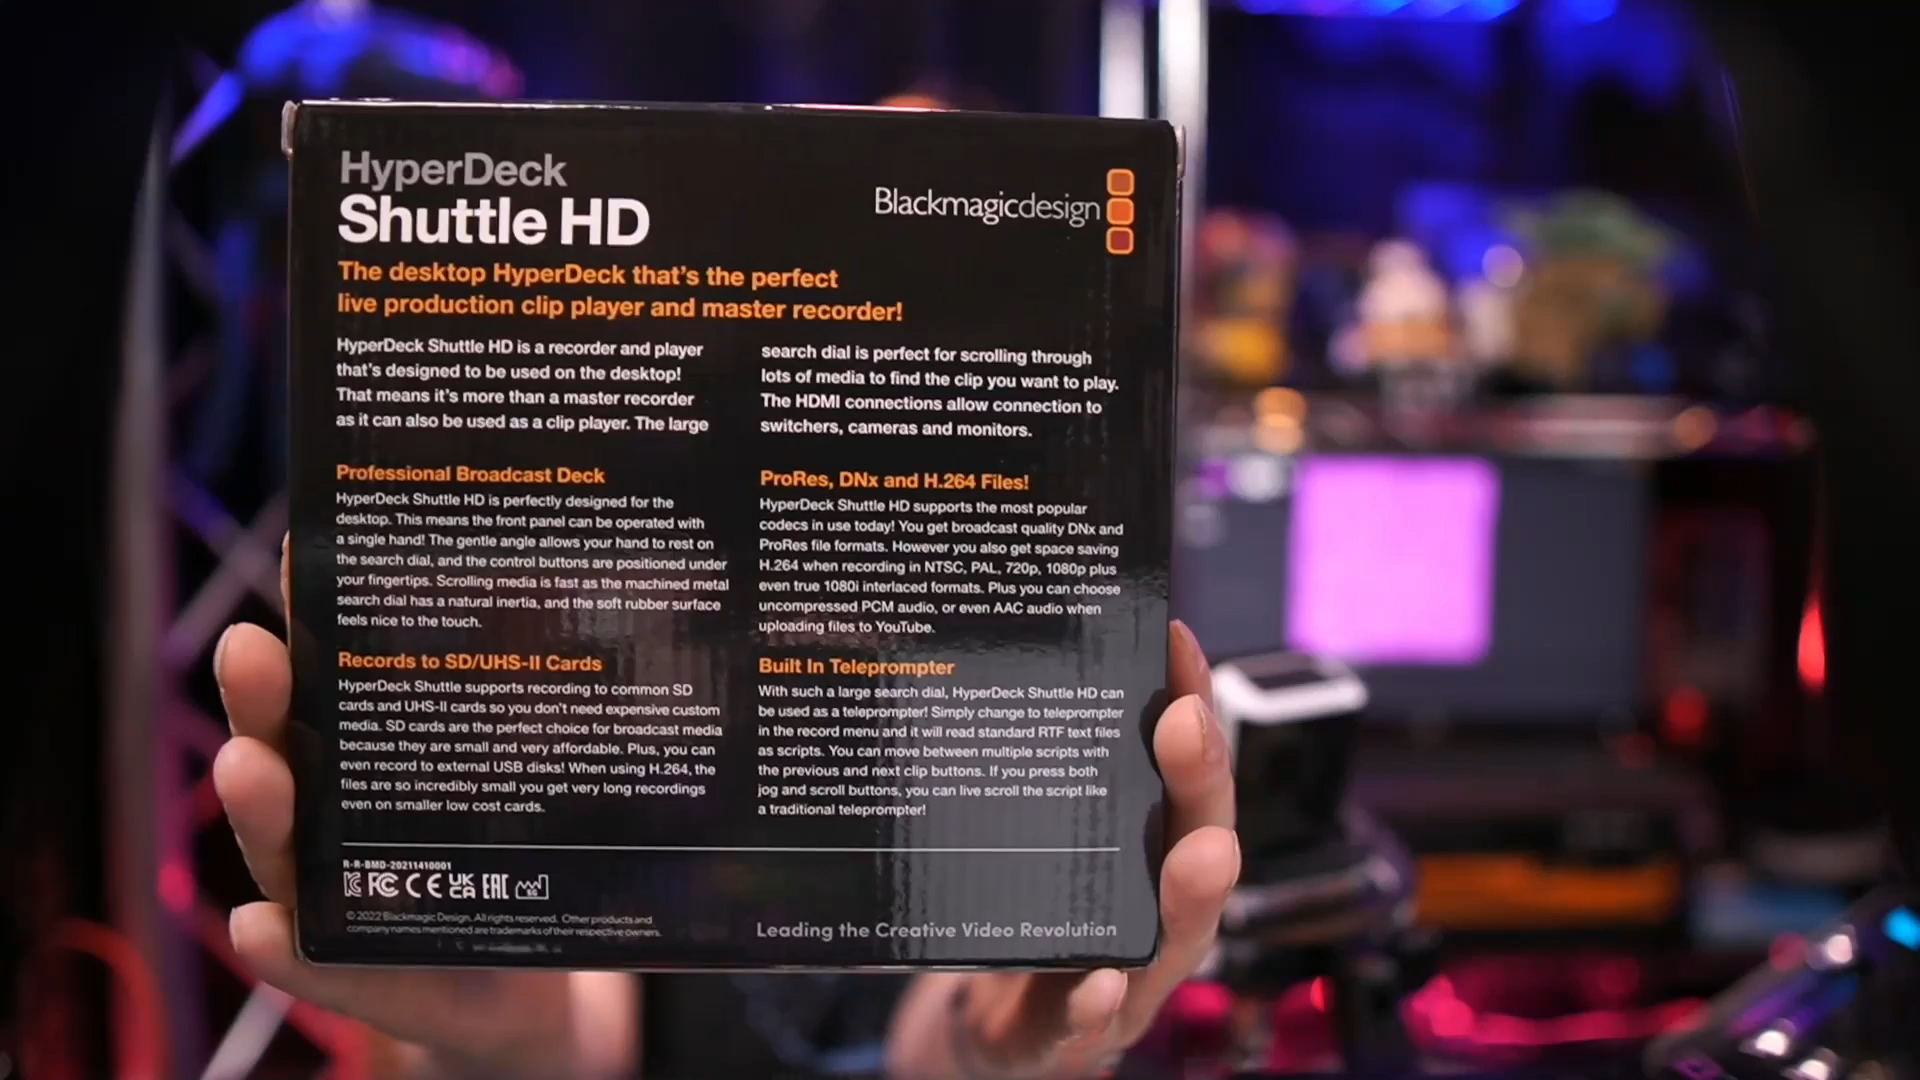 HyperDeck
Shuttle HD
Blackmagicdesign
The desktop HyperDeck that's the perfect
live production clip player and master recorder!
HyperDeck Shuttle HD is a recorder and player
that's designed to be used on the desktop!
That means it's more than a master recorder
as it can also be used as a clip player. The large
search dial is perfect for scrolling through
lots of media to find the clip you want to play.
The HDMI connections allow connection to
switchers, cameras and monitors.
Professional Broadcast Deck
HyperDeck Shuttle HD is perfectly designed for the
desktop. This means the front panel can be operated with
a single hand! The gentle angle allows your hand to rest on
the search dial, and the control buttons are positioned under
your fingertips. Scrolling media is fast as the machined metal
search dial has a natural inertia, and the soft rubber surface
feels nice to the touch.
ProRes, DNx and H.264 Files!
HyperDeck Shuttle HD supports the most popular
codecs in use today! You get broadcast quality DNx and
ProRes file formats. However you also get space saving
H.264 when recording in NTSC, PAL, 720p, 1080p plus
even true 1080i interlaced formats. Plus you can choose
uncompressed PCM audio, or even AAC audio when
uploading files to YouTube.
Records to SD/UHS-II Cards
HyperDeck Shuttle supports recording to common SD
cards and UHS-II cards so you don't need expensive custom
media. SD cards are the perfect choice for broadcast media
because they are small and very affordable. Plus, you can
even record to external USB disks! When using H.264, the
files are so incredibly small you get very long recordings
even on smaller low cost cards.
Built In Teleprompter
With such a large search dial, HyperDeck Shuttle HD can
be used as a teleprompter! Simply change to teleprompter
in the record menu and it will read standard RTF text files
as scripts. You can move between multiple scripts with
the previous and next clip buttons. If you press both
jog and scroll buttons, you can live scroll the script like
a traditional teleprompter!
R-R-BMD-20211410001
FC CE UK CA EAC SG
© 2022 Blackmagic Design. All rights reserved. Other products and
company names mentioned are trademarks of their respective owners.
Leading the Creative Video Revolution